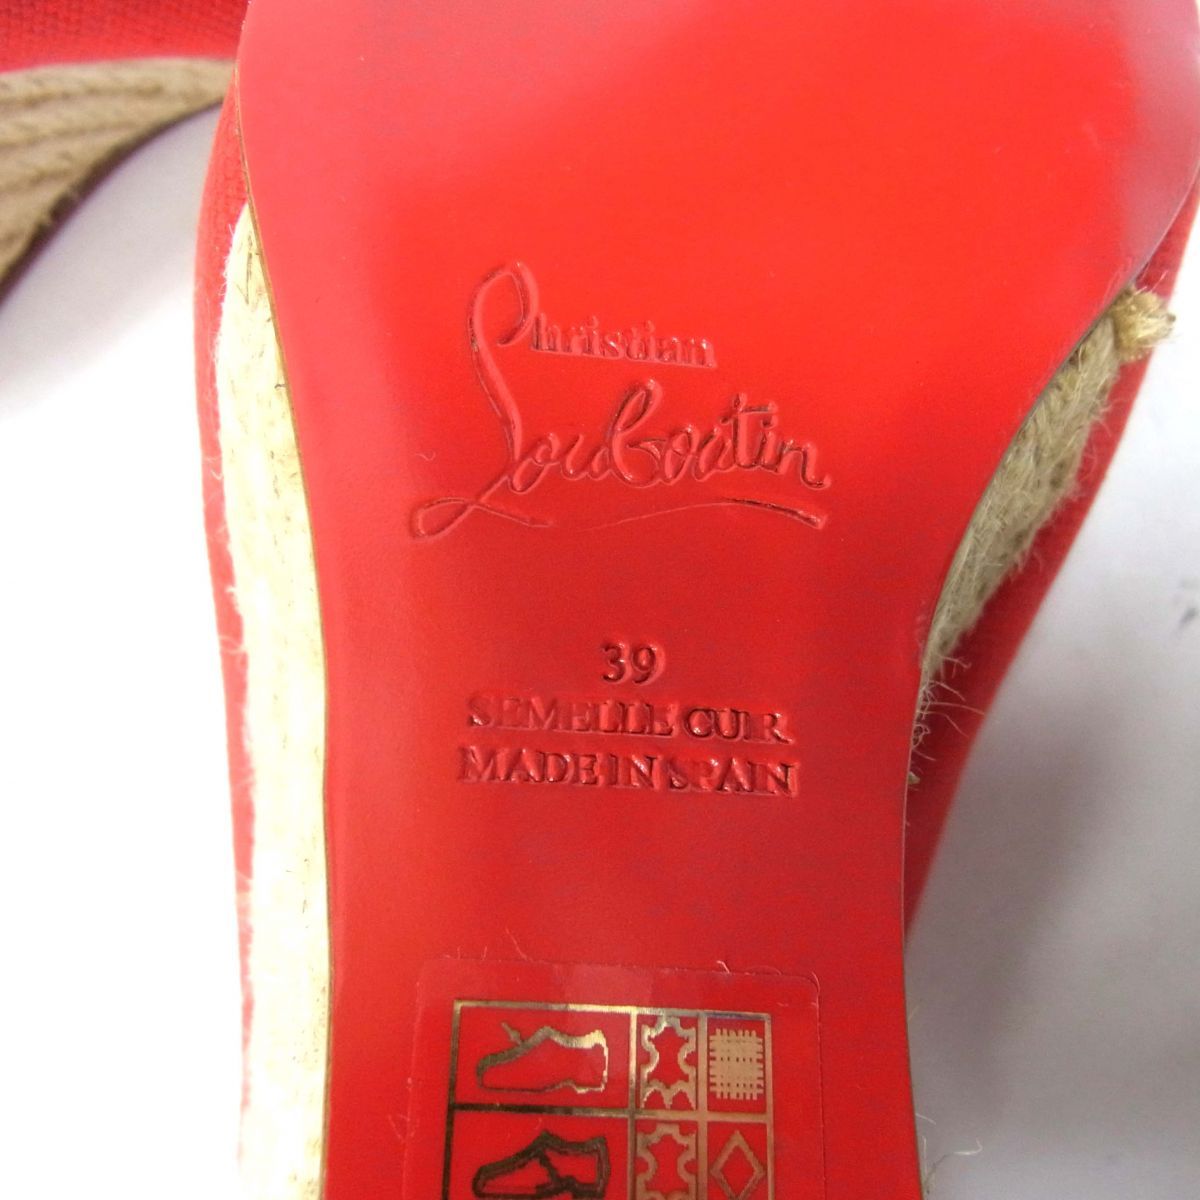 Christian
Louboutin
39
SEMELLE CUIR
MADE IN SPAIN